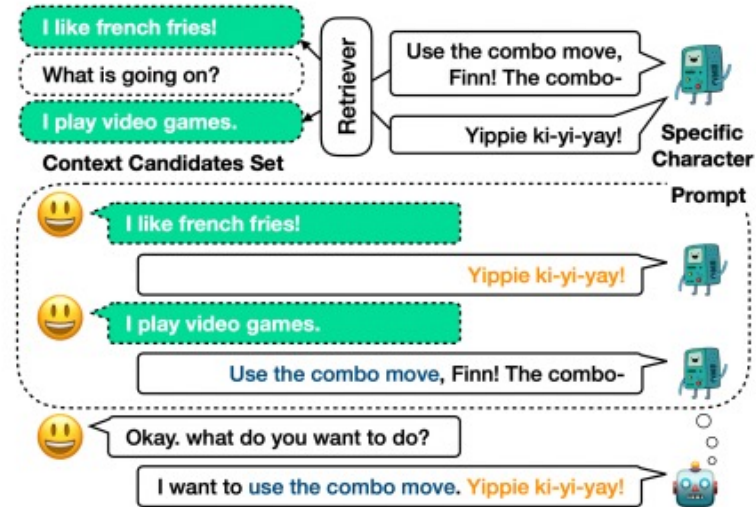 I like french fries!
What is going on?
I play video games.
Context Candidates Set
Retriever
Use the combo move,
Finn! The combo-
Yippie ki-yi-yay!
Specific
Character
Prompt
I like french fries!
Yippie ki-yi-yay!
I play video games.
Use the combo move, Finn! The combo-
Okay. what do you want to do?
I want to use the combo move. Yippie ki-yi-yay!